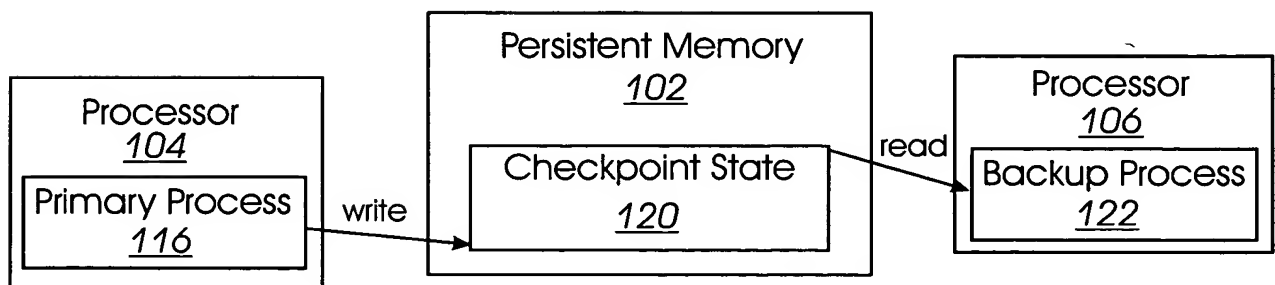 Processor
104
Primary Process
116
write
Persistent Memory
102
Checkpoint State
120
read
Processor
106
Backup Process
122